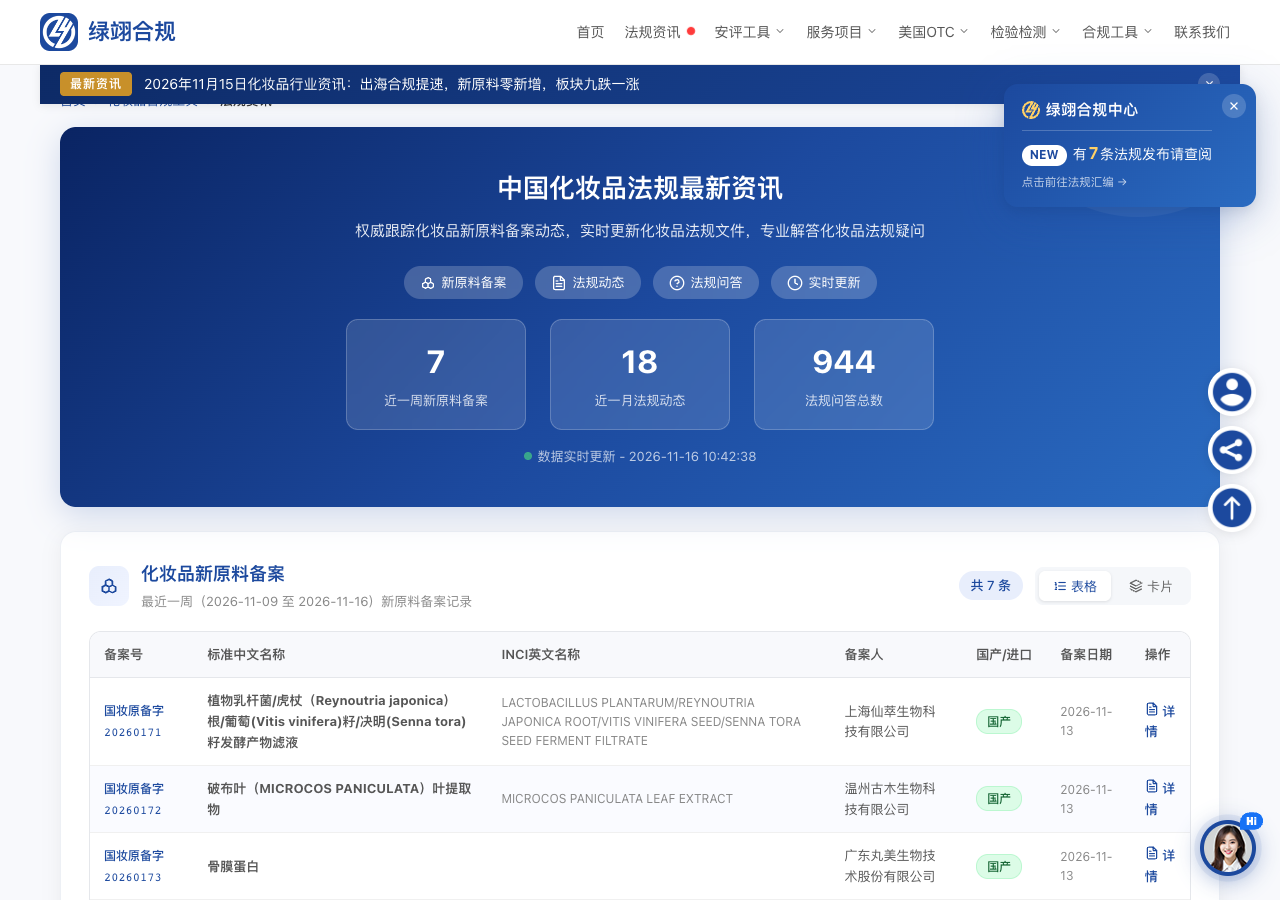 绿翊合规
首页 法规资讯 安评工具 服务项目 美国OTC 检验检测 合规工具 联系我们
最新资讯 2026年11月15日化妆品行业资讯：出海合规提速，新原料零新增，板块九跌一涨
绿翊合规中心
NEW 有7条法规发布请查阅
点击前往法规汇编 →
中国化妆品法规最新资讯
权威跟踪化妆品新原料备案动态，实时更新化妆品法规文件，专业解答化妆品法规疑问
新原料备案 法规动态 法规问答 实时更新
7 18 944
近一周新原料备案 近一月法规动态 法规问答总数
数据实时更新 - 2026-11-16 10:42:38
化妆品新原料备案
最近一周（2026-11-09 至 2026-11-16）新原料备案记录
共 7 条 表格 卡片
备案号 标准中文名称 INCI英文名称 备案人 国产/进口 备案日期 操作
国妆原备字
20260171
植物乳杆菌/虎杖（Reynoutria japonica）
根/葡萄(Vitis vinifera)籽/决明(Senna tora)
籽发酵产物滤液
LACTOBACILLUS PLANTARUM/REYNOUTRIA
JAPONICA ROOT/VITIS VINIFERA SEED/SENNA TORA
SEED FERMENT FILTRATE
上海仙萃生物科
技有限公司
国产
2026-11-
13
详
情
国妆原备字
20260172
破布叶（MICROCOS PANICULATA）叶提取
物
MICROCOS PANICULATA LEAF EXTRACT
温州古木生物科
技有限公司
国产
2026-11-
13
详
情
国妆原备字
20260173
骨膜蛋白
广东丸美生物技
术股份有限公司
国产
2026-11-
13
详
情
Hi